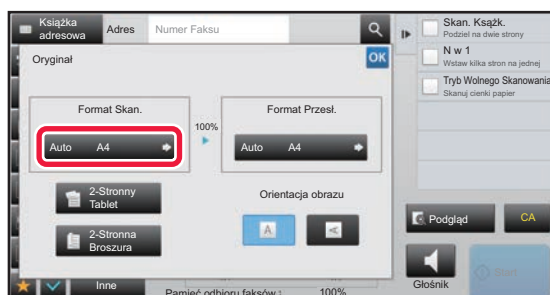 Książka
adresowa
Adres
Numer Faksu
Skan. Ksążk.
Podziel na dwie strony
N w 1
Wstaw kilka stron na jednej
Tryb Wolnego Skanowania
Skanuj cienki papier
Oryginał
OK
Format Skan.
100%
Format Przesł.
Auto A4
Auto A4
2-Stronny
Tablet
Orientacja obrazu
2-Stronna
Broszura
A
A
Podgląd
CA
Głośnik
Start
Inne
Pamięć odbioru faksów:
100%